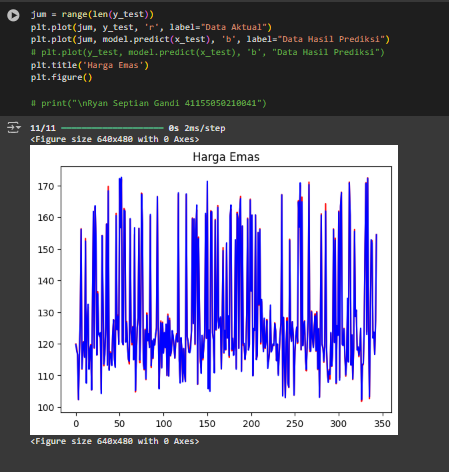 jum = range(len(y_test))
plt.plot(jum, y_test, 'r', label="Data Aktual")
plt.plot(jum, model.predict(x_test), 'b', label="Data Hasil Prediksi")
# plt.plot(y_test, model.predict(x_test), 'b', "Data Hasil Prediksi")
plt.title('Harga Emas')
plt.figure()
# print("\nRyan Septian Gandi 41155050210041")
11/11 ━━━━━━━━━━━━━━━━━━━━ 0s 2ms/step
<Figure size 640x480 with 0 Axes>
Harga Emas
170
160
150
140
130
120
110
100
0 50 100 150 200 250 300 350
<Figure size 640x480 with 0 Axes>